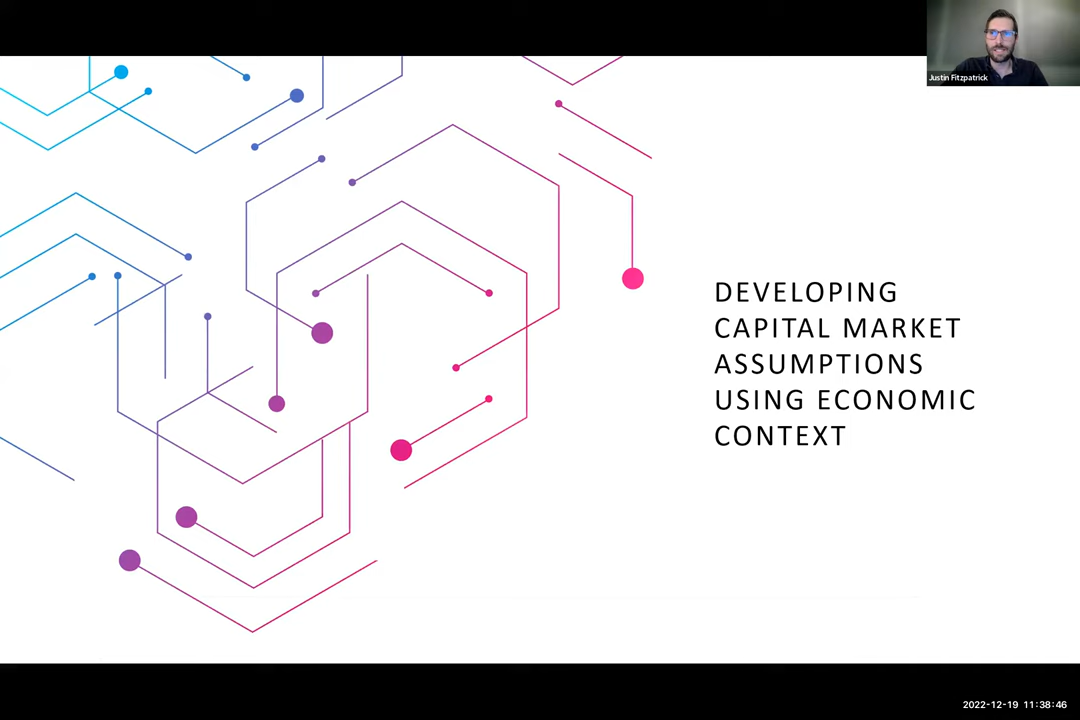 Justin Fitzpatrick
DEVELOPING
CAPITAL MARKET
ASSUMPTIONS
USING ECONOMIC
CONTEXT
2022-12-19 11:38:46